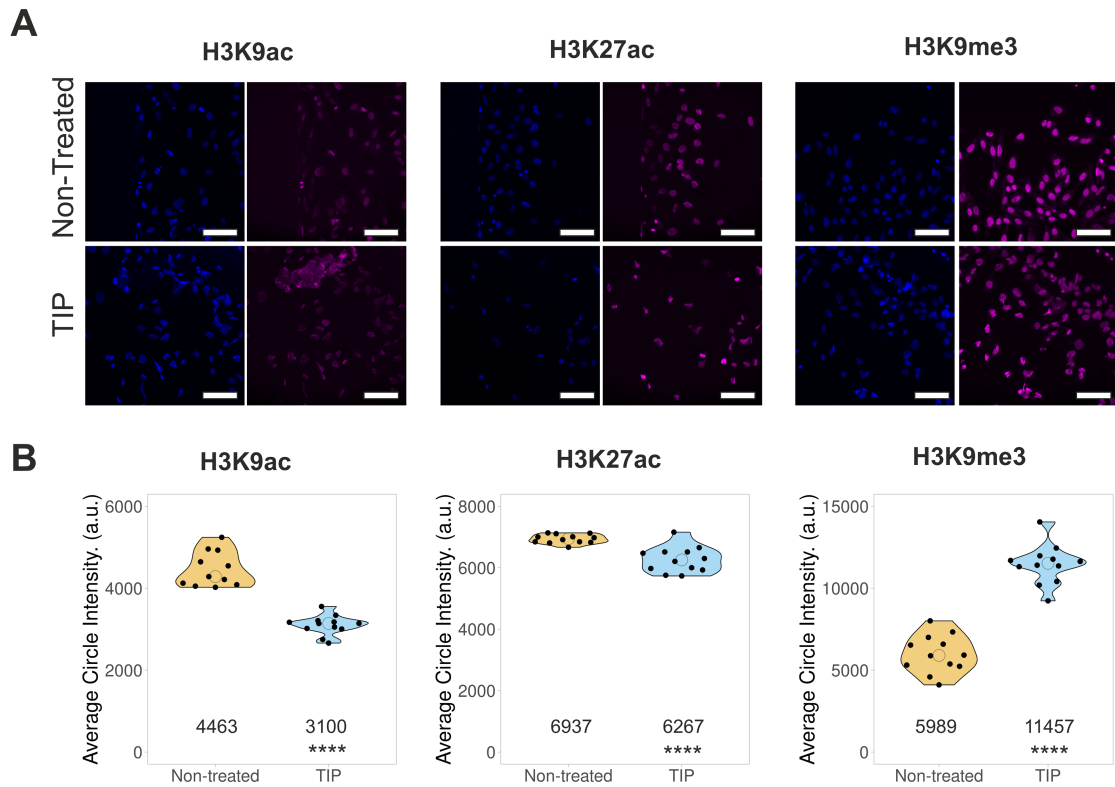 A
H3K9ac
H3K27ac
H3K9me3
Non-Treated
TIP
B
H3K9ac
H3K27ac
H3K9me3
Average Circle Intensity. (a.u.)
6000
4000
2000
0
4463
3100
****
Non-treated
TIP
Average Circle Intensity. (a.u.)
8000
6000
4000
2000
0
6937
6267
****
Non-treated
TIP
Average Circle Intensity. (a.u.)
15000
10000
5000
0
5989
11457
****
Non-treated
TIP